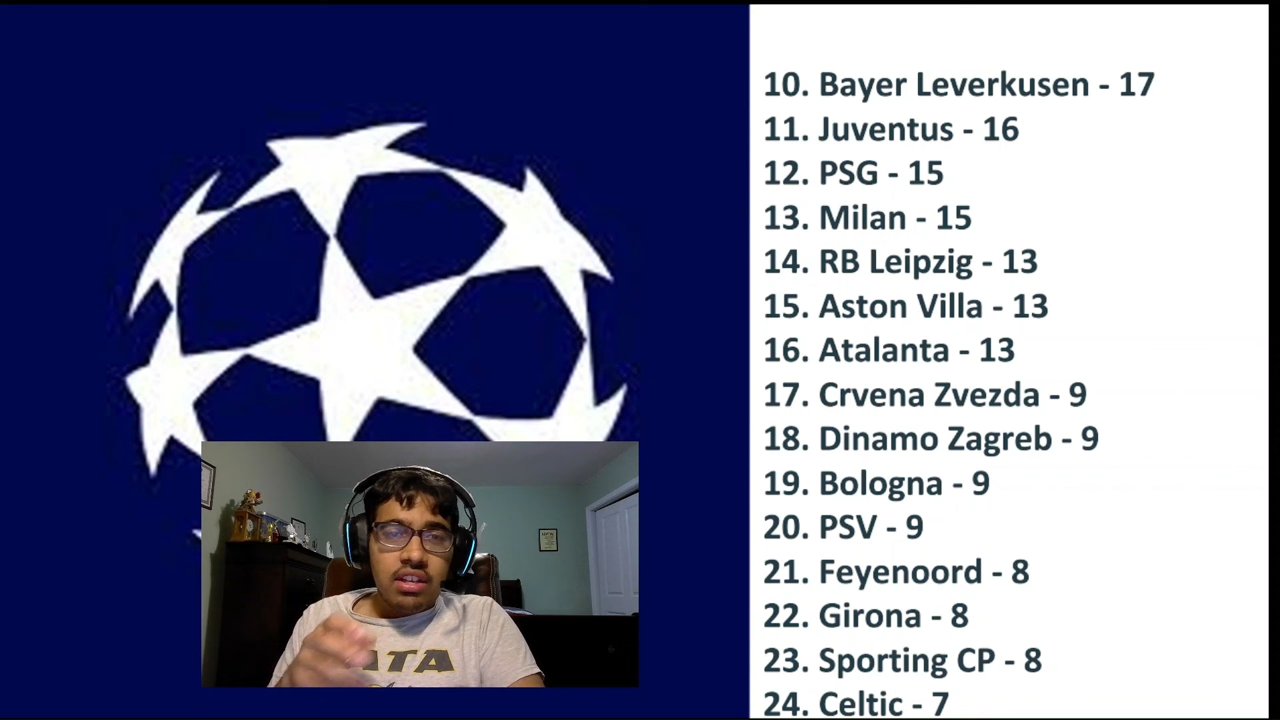 10. Bayer Leverkusen - 17
11. Juventus - 16
12. PSG - 15
13. Milan - 15
14. RB Leipzig - 13
15. Aston Villa - 13
16. Atalanta - 13
17. Crvena Zvezda - 9
18. Dinamo Zagreb - 9
19. Bologna - 9
20. PSV - 9
21. Feyenoord - 8
22. Girona - 8
23. Sporting CP - 8
24. Celtic - 7